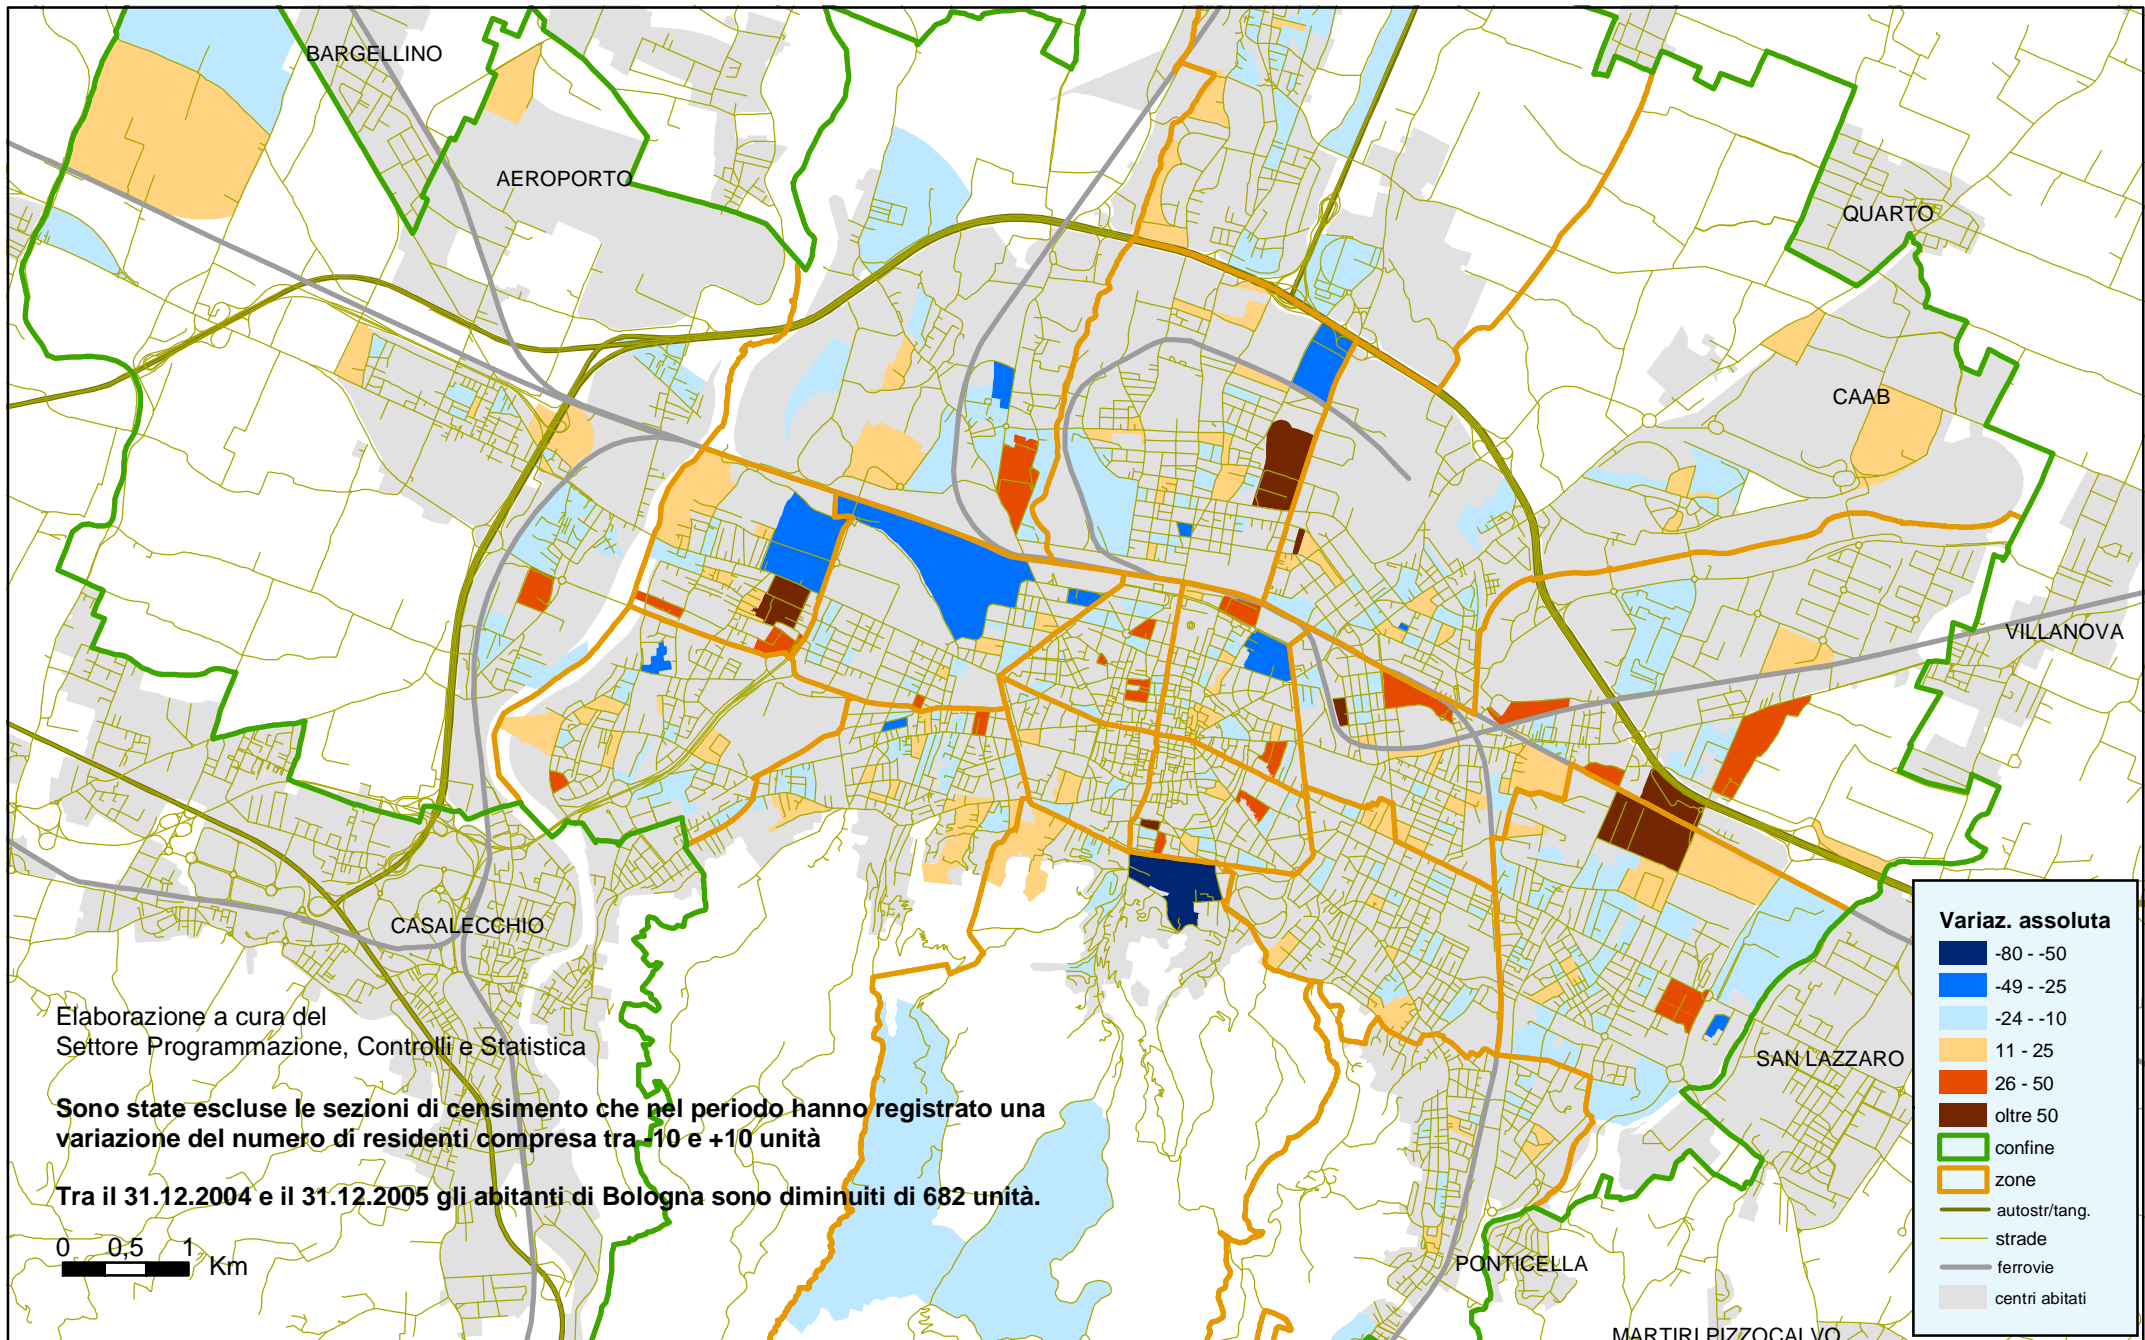 BARGELLINO
AEROPORTO
QUARTO
CAAB
VILLANOVA
CASALECCHIO
SAN LAZZARO
PONTICELLA
MARTIRI PIZZOCALVO
Elaborazione a cura del
Settore Programmazione, Controlli e Statistica
Sono state escluse le sezioni di censimento che nel periodo hanno registrato una
variazione del numero di residenti compresa tra -10 e +10 unità
Tra il 31.12.2004 e il 31.12.2005 gli abitanti di Bologna sono diminuiti di 682 unità.
0 0,5 1
Km
Variaz. assoluta
-80 - -50
-49 - -25
-24 - -10
11 - 25
26 - 50
oltre 50
confine
zone
autostr/tang.
strade
ferrovie
centri abitati